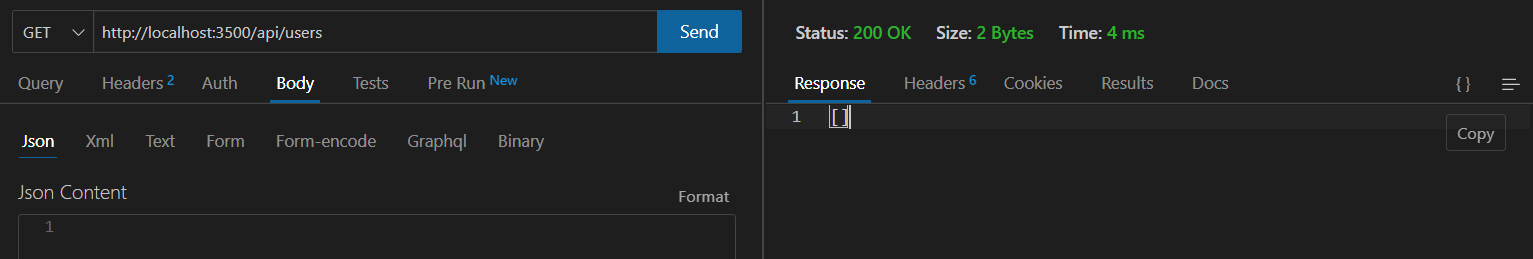 GET http://localhost:3500/api/users Send
Query Headers 2 Auth Body Tests Pre Run New
Json Xml Text Form Form-encode Graphql Binary
Json Content Format
1
Status: 200 OK Size: 2 Bytes Time: 4 ms
Response Headers 6 Cookies Results Docs {}
1 []
Copy